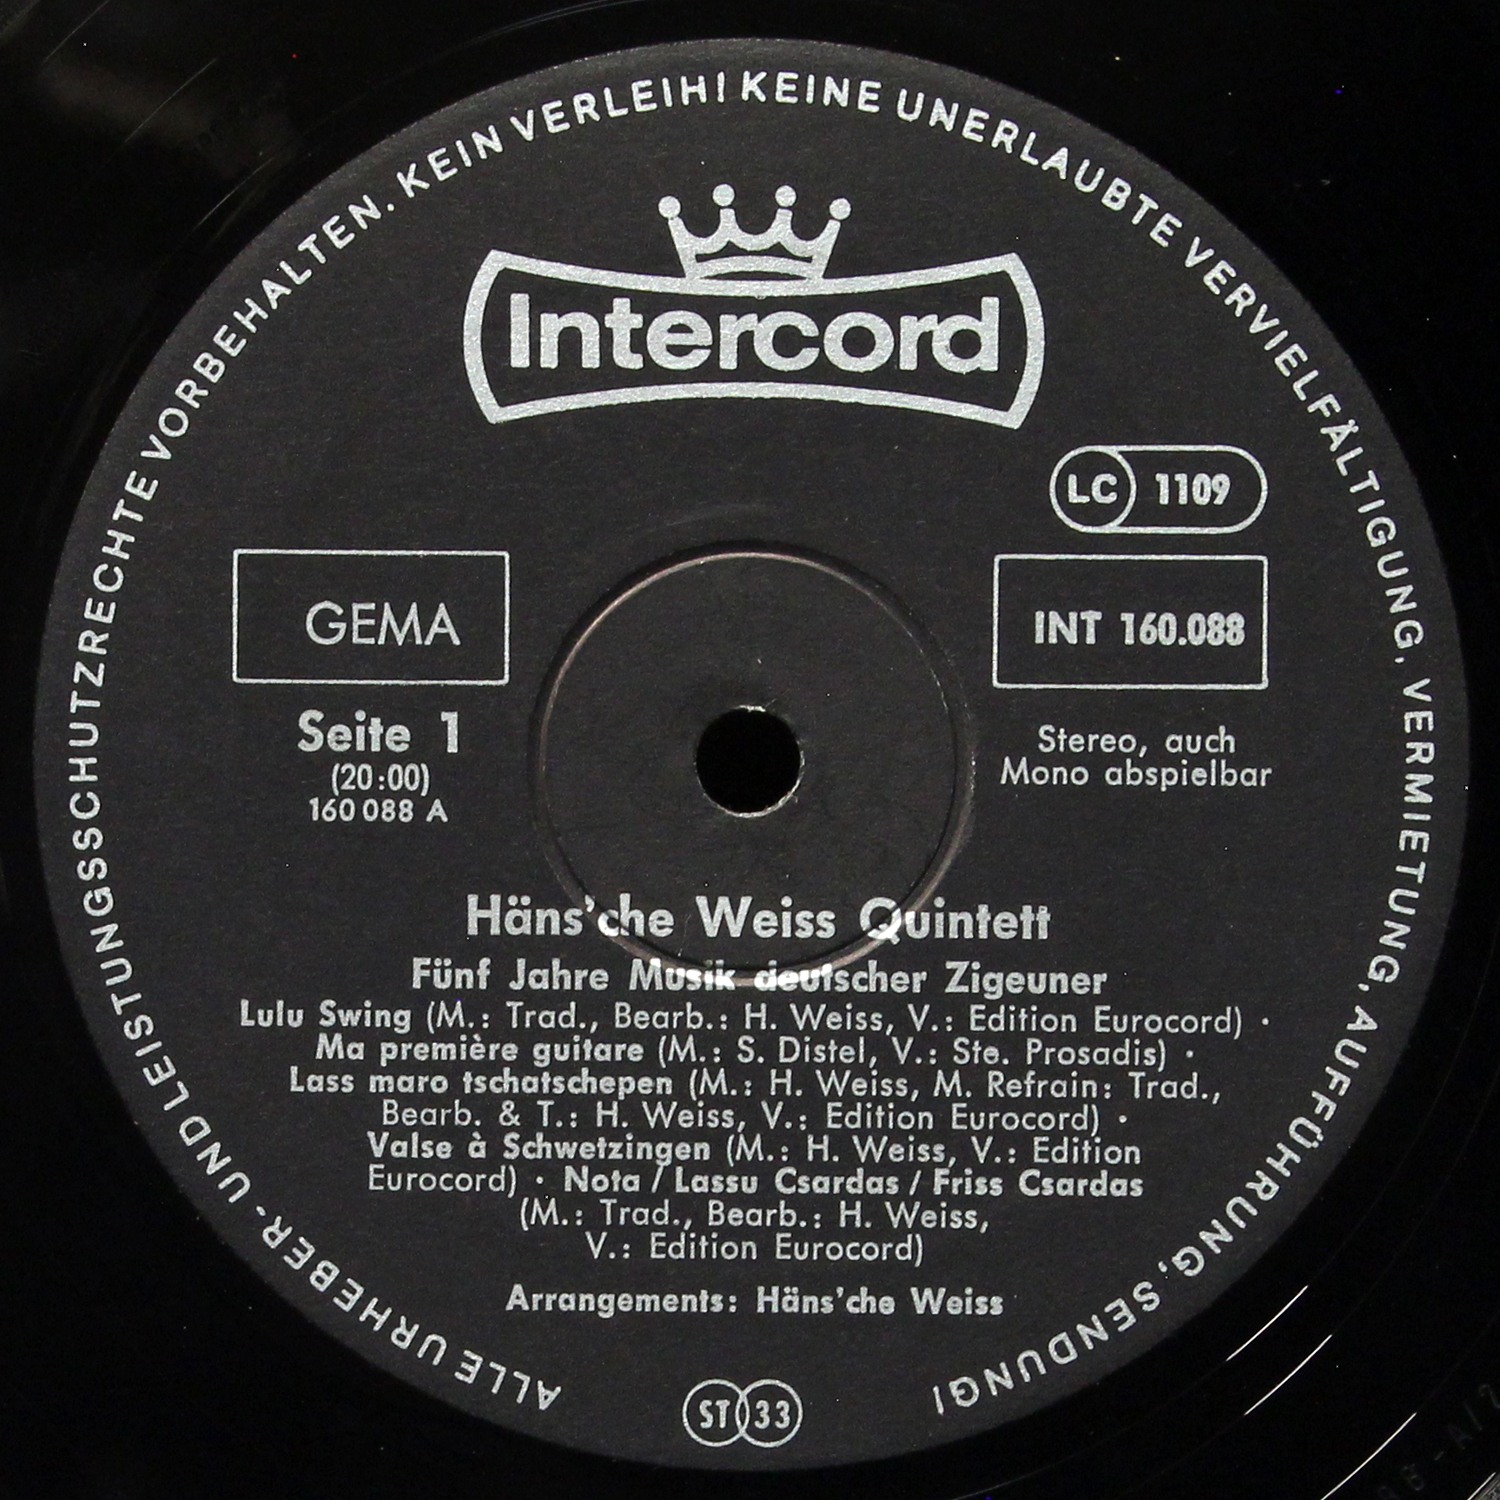 ALLE URHEBER- UND LEISTUNGSSCHUTZRECHTE VORBEHALTEN. KEIN VERLEIH! KEINE UNERLAUBTE VERVIELFÄLTIGUNG, VERMIETUNG, AUFFÜHRUNG, SENDUNG!
Intercord
LC 1109
GEMA
INT 160.088
Seite 1
(20:00)
160 088 A
Stereo, auch
Mono abspielbar
Häns'che Weiss Quintett
Fünf Jahre Musik deutscher Zigeuner
Lulu Swing (M.: Trad., Bearb.: H. Weiss, V.: Edition Eurocord) ·
Ma première guitare (M.: S. Distel, V.: Ste. Prosadis) ·
Lass maro tschatschepen (M.: H. Weiss, M. Refrain: Trad.,
Bearb. & T.: H. Weiss, V.: Edition Eurocord) ·
Valse à Schwetzingen (M.: H. Weiss, V.: Edition
Eurocord) · Nota / Lassu Csardas / Friss Csardas
(M.: Trad., Bearb.: H. Weiss,
V.: Edition Eurocord)
Arrangements: Häns'che Weiss
ST 33